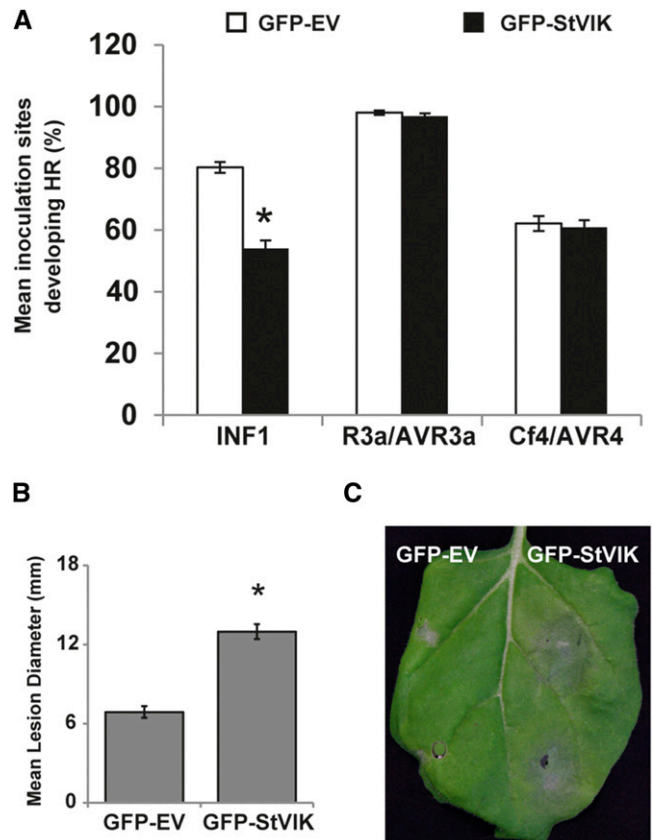 A
GFP-EV GFP-StVIK
Mean inoculation sites
developing HR (%)
120
100
80
60
40
20
0
*
INF1 R3a/AVR3a Cf4/AVR4
B
Mean Lesion Diameter (mm)
18
12
6
0
*
GFP-EV GFP-StVIK
C
GFP-EV GFP-StVIK